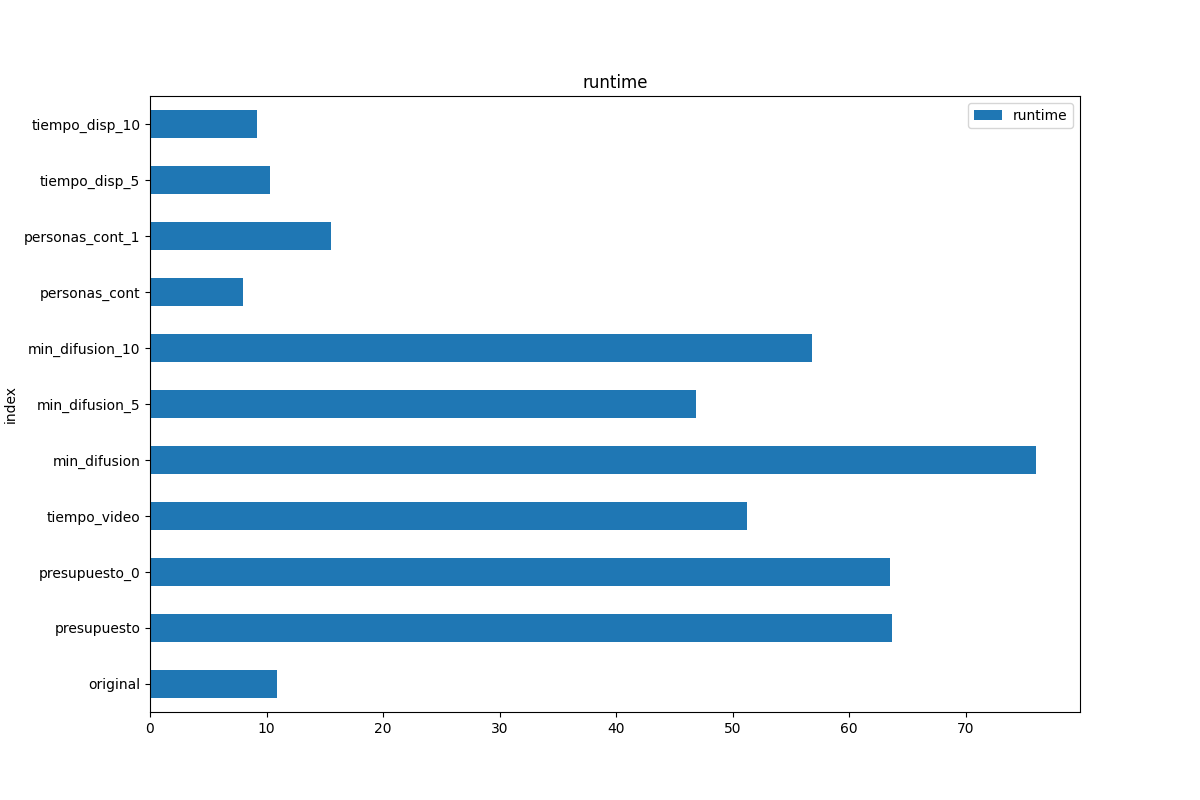 runtime
runtime
tiempo_disp_10
tiempo_disp_5
personas_cont_1
personas_cont
min_difusion_10
min_difusion_5
min_difusion
tiempo_video
presupuesto_0
presupuesto
original
index
0 10 20 30 40 50 60 70